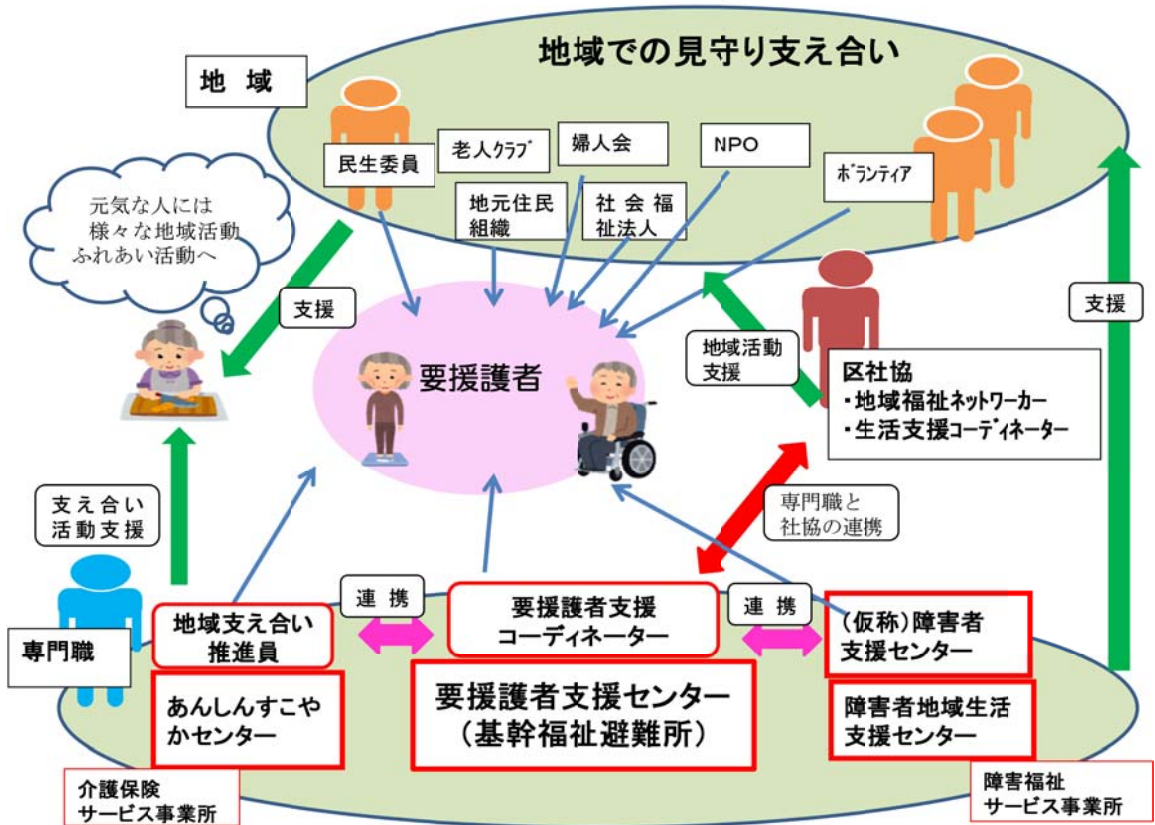 地域での見守り支え合い
地 域
民生委員
老人クラブ
婦人会
NPO
ボランティア
地元住民
組織
社 会 福
祉法人
元気な人には
様々な地域活動
ふれあい活動へ
支援
要援護者
地域活動
支援
支援
区社協
・地域福祉ネットワーカー
・生活支援コーディネーター
支え合い
活動支援
専門職と
社協の連携
専門職
地域支え合い
推進員
連 携
要援護者支援
コーディネーター
連 携
(仮称)障害者
支援センター
あんしんすこや
かセンター
要援護者支援センター
(基幹福祉避難所)
障害者地域生活
支援センター
介護保険
サービス事業所
障害福祉
サービス事業所